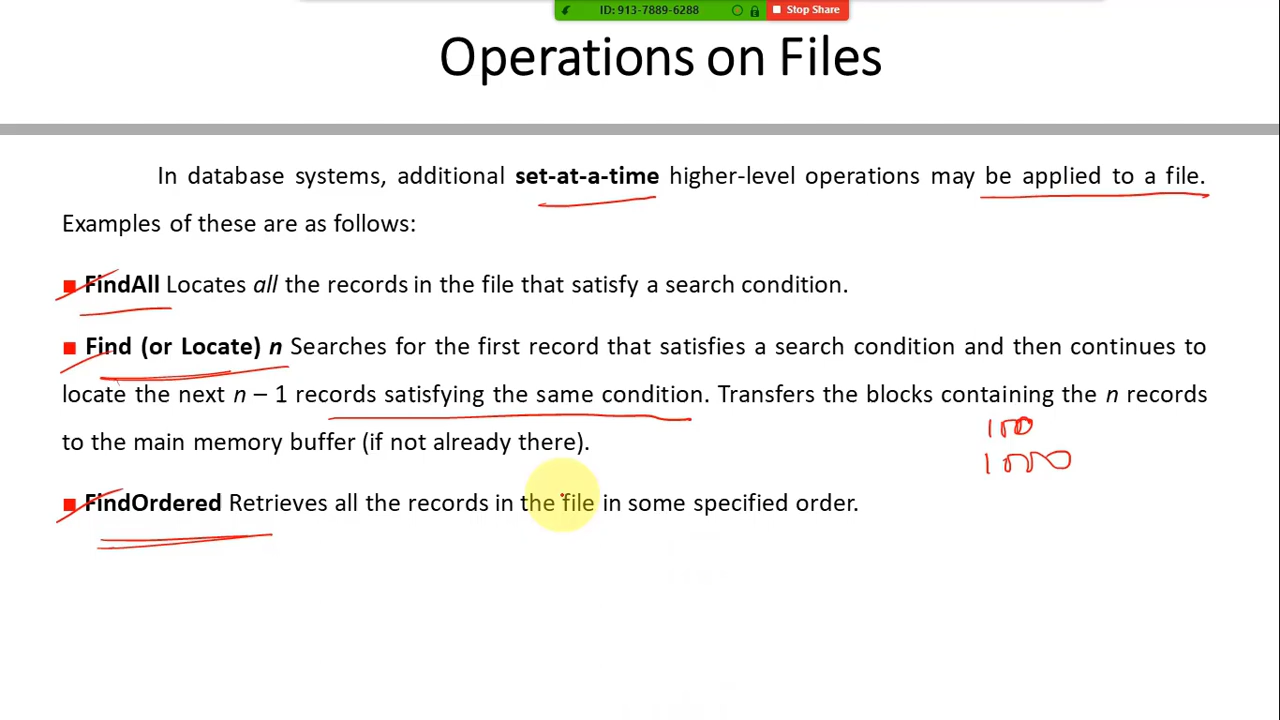 ID: 913-7889-6288 Stop Share
Operations on Files
In database systems, additional set-at-a-time higher-level operations may be applied to a file.
Examples of these are as follows:
■ FindAll Locates all the records in the file that satisfy a search condition.
■ Find (or Locate) n Searches for the first record that satisfies a search condition and then continues to
locate the next n – 1 records satisfying the same condition. Transfers the blocks containing the n records
to the main memory buffer (if not already there).
100
1000
■ FindOrdered Retrieves all the records in the file in some specified order.